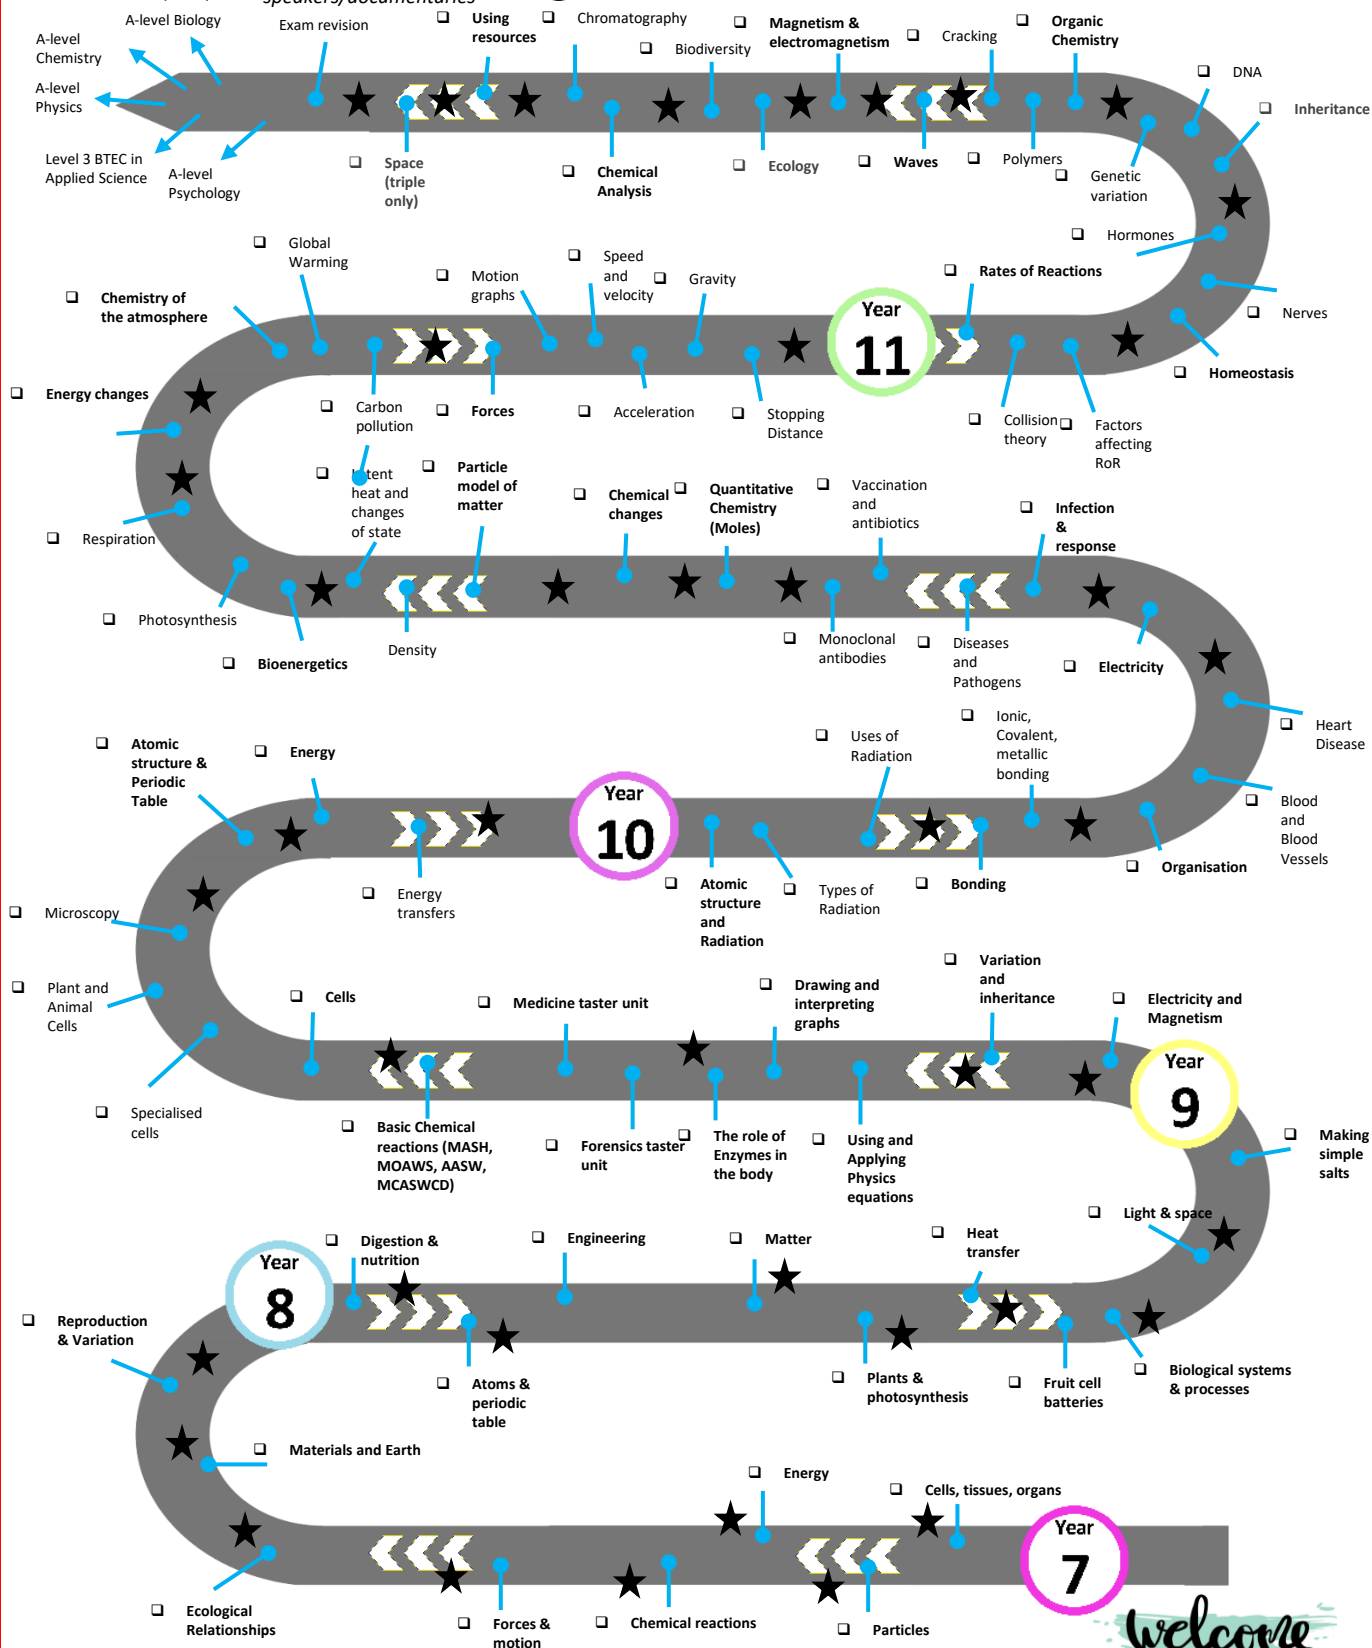 speakers/documentaries
A-level Biology
Exam revision
Using
resources
Chromatography
Biodiversity
Magnetism &
electromagnetism
Cracking
Organic
Chemistry
A-level
Chemistry
A-level
Physics
DNA
Inheritance
Level 3 BTEC in
Applied Science
A-level
Psychology
Space
(triple
only)
Chemical
Analysis
Ecology
Waves
Polymers
Genetic
variation
Hormones
Nerves
Homeostasis
Global
Warming
Motion
graphs
Speed
and
velocity
Gravity
Rates of Reactions
Chemistry of
the atmosphere
Year
11
Energy changes
Carbon
pollution
Forces
Acceleration
Stopping
Distance
Collision
theory
Factors
affecting
RoR
heat and
changes
of state
Particle
model of
matter
Chemical
changes
Quantitative
Chemistry
(Moles)
Vaccination
and
antibiotics
Infection
&
response
Respiration
Photosynthesis
Bioenergetics
Density
Monoclonal
antibodies
Diseases
and
Pathogens
Electricity
Heart
Disease
Blood
and
Blood
Vessels
Atomic
structure &
Periodic
Table
Energy
Year
10
Uses of
Radiation
Ionic,
Covalent,
metallic
bonding
Energy
transfers
Atomic
structure
and
Radiation
Types of
Radiation
Bonding
Organisation
Microscopy
Plant and
Animal
Cells
Specialised
cells
Cells
Medicine taster unit
Drawing and
interpreting
graphs
Variation
and
inheritance
Electricity and
Magnetism
Year
9
Basic Chemical
reactions (MASH,
MOAWS, AASW,
MCASWCD)
Forensics taster
unit
The role of
Enzymes in
the body
Using and
Applying
Physics
equations
Making
simple
salts
Light & space
Year
8
Digestion &
nutrition
Engineering
Matter
Heat
transfer
Reproduction
& Variation
Atoms &
periodic
table
Plants &
photosynthesis
Fruit cell
batteries
Biological systems
& processes
Materials and Earth
Energy
Cells, tissues, organs
Year
7
Ecological
Relationships
Forces &
motion
Chemical reactions
Particles
welcome